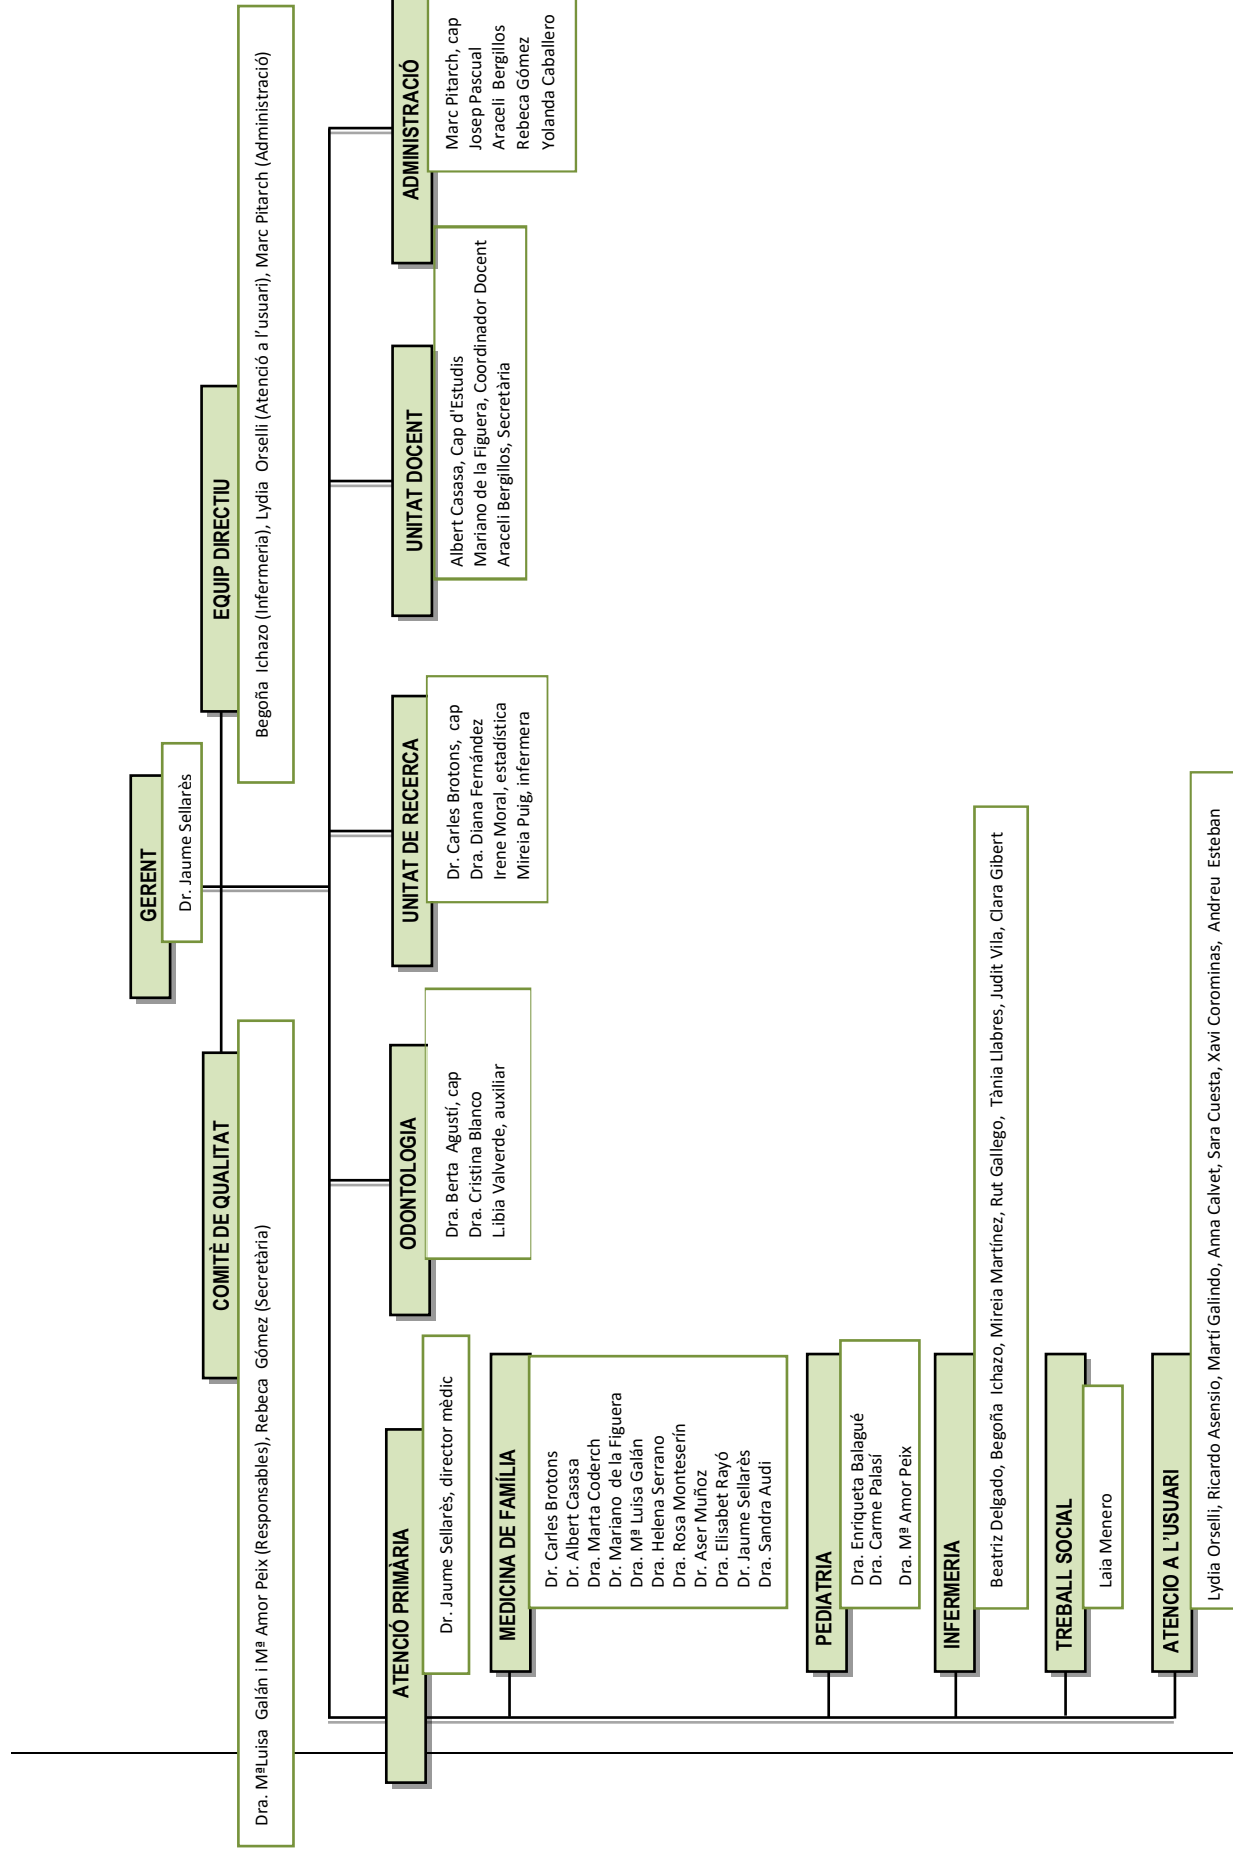 GERENT
Dr. Jaume Sellarès
COMITÈ DE QUALITAT
Dra. MªLuisa Galán i Mª Amor Peix (Responsables), Rebeca Gómez (Secretària)
EQUIP DIRECTIU
Begoña Ichazo (Infermeria), Lydia Orselli (Atenció a l'usuari), Marc Pitarch (Administració)
ATENCIÓ PRIMÀRIA
Dr. Jaume Sellarès, director mèdic
ODONTOLOGIA
Dra. Berta Agustí, cap
Dra. Cristina Blanco
Libia Valverde, auxiliar
UNITAT DE RECERCA
Dr. Carles Brotons, cap
Dra. Diana Fernández
Irene Moral, estadística
Mireia Puig, infermera
UNITAT DOCENT
Albert Casasa, Cap d'Estudis
Mariano de la Figuera, Coordinador Docent
Araceli Bergillos, Secretària
ADMINISTRACIÓ
Marc Pitarch, cap
Josep Pascual
Araceli Bergillos
Rebeca Gómez
Yolanda Caballero
MEDICINA DE FAMÍLIA
Dr. Carles Brotons
Dr. Albert Casasa
Dra. Marta Coderch
Dr. Mariano de la Figuera
Dra. Mª Luisa Galán
Dra. Helena Serrano
Dra. Rosa Monteserín
Dr. Aser Muñoz
Dra. Elisabet Rayó
Dr. Jaume Sellarès
Dra. Sandra Audi
PEDIATRIA
Dra. Enriqueta Balagué
Dra. Carme Palasí
Dra. Mª Amor Peix
INFERMERIA
Beatriz Delgado, Begoña Ichazo, Mireia Martínez, Rut Gallego, Tània Llabres, Judit Vila, Clara Gibert
TREBALL SOCIAL
Laia Menero
ATENCIO A L'USUARI
Lydia Orselli, Ricardo Asensio, Martí Galindo, Anna Calvet, Sara Cuesta, Xavi Corominas, Andreu Esteban